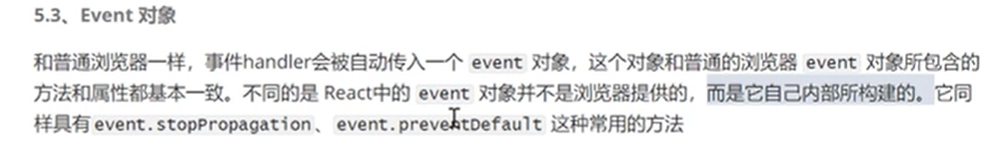 5.3、Event 对象
和普通浏览器一样，事件handler会被自动传入一个 event 对象，这个对象和普通的浏览器 event 对象所包含的
方法和属性都基本一致。不同的是 React中的 event 对象并不是浏览器提供的，而是它自己内部所构建的。它同
样具有event.stopPropagation、event.preventDefault 这种常用的方法